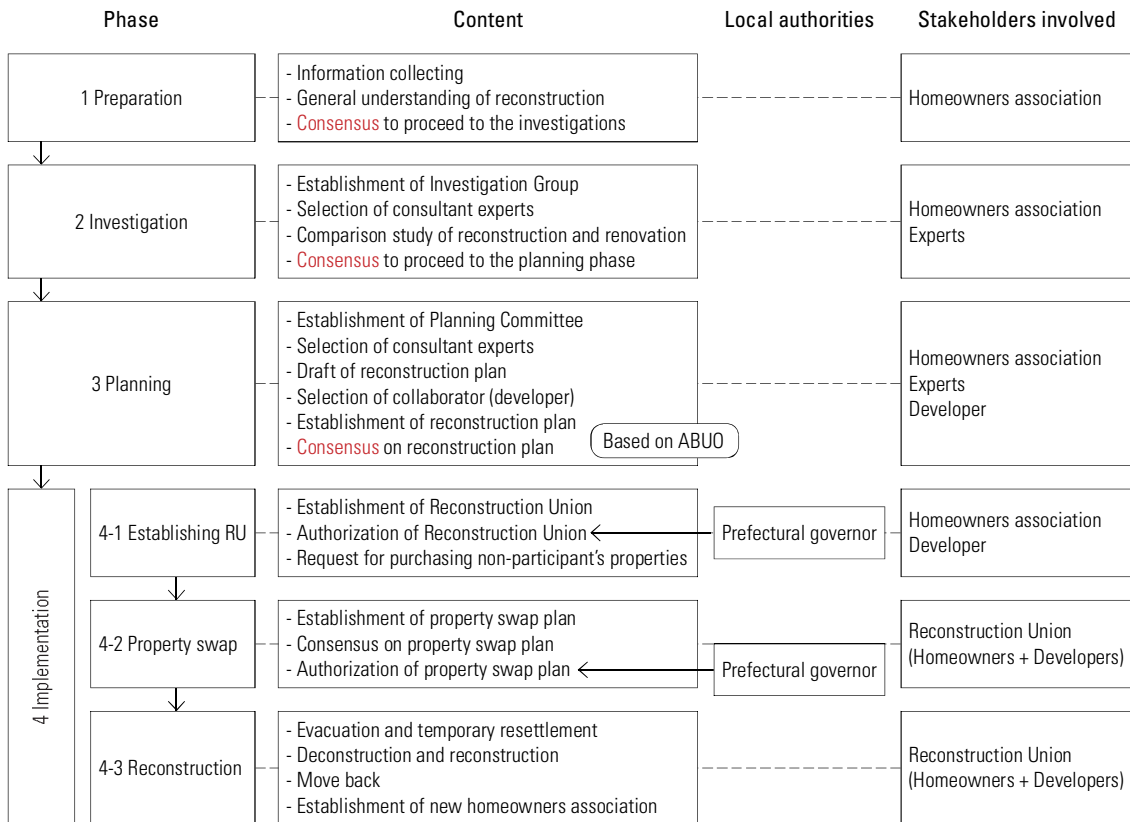 Phase
Content
Local authorities
Stakeholders involved
1 Preparation
- Information collecting
- General understanding of reconstruction
- Consensus to proceed to the investigations
Homeowners association
2 Investigation
- Establishment of Investigation Group
- Selection of consultant experts
- Comparison study of reconstruction and renovation
- Consensus to proceed to the planning phase
Homeowners association
Experts
3 Planning
- Establishment of Planning Committee
- Selection of consultant experts
- Draft of reconstruction plan
- Selection of collaborator (developer)
- Establishment of reconstruction plan
- Consensus on reconstruction plan
Based on ABUO
Homeowners association
Experts
Developer
4 Implementation
4-1 Establishing RU
- Establishment of Reconstruction Union
- Authorization of Reconstruction Union
- Request for purchasing non-participant's properties
Prefectural governor
Homeowners association
Developer
4-2 Property swap
- Establishment of property swap plan
- Consensus on property swap plan
- Authorization of property swap plan
Prefectural governor
Reconstruction Union
(Homeowners + Developers)
4-3 Reconstruction
- Evacuation and temporary resettlement
- Deconstruction and reconstruction
- Move back
- Establishment of new homeowners association
Reconstruction Union
(Homeowners + Developers)